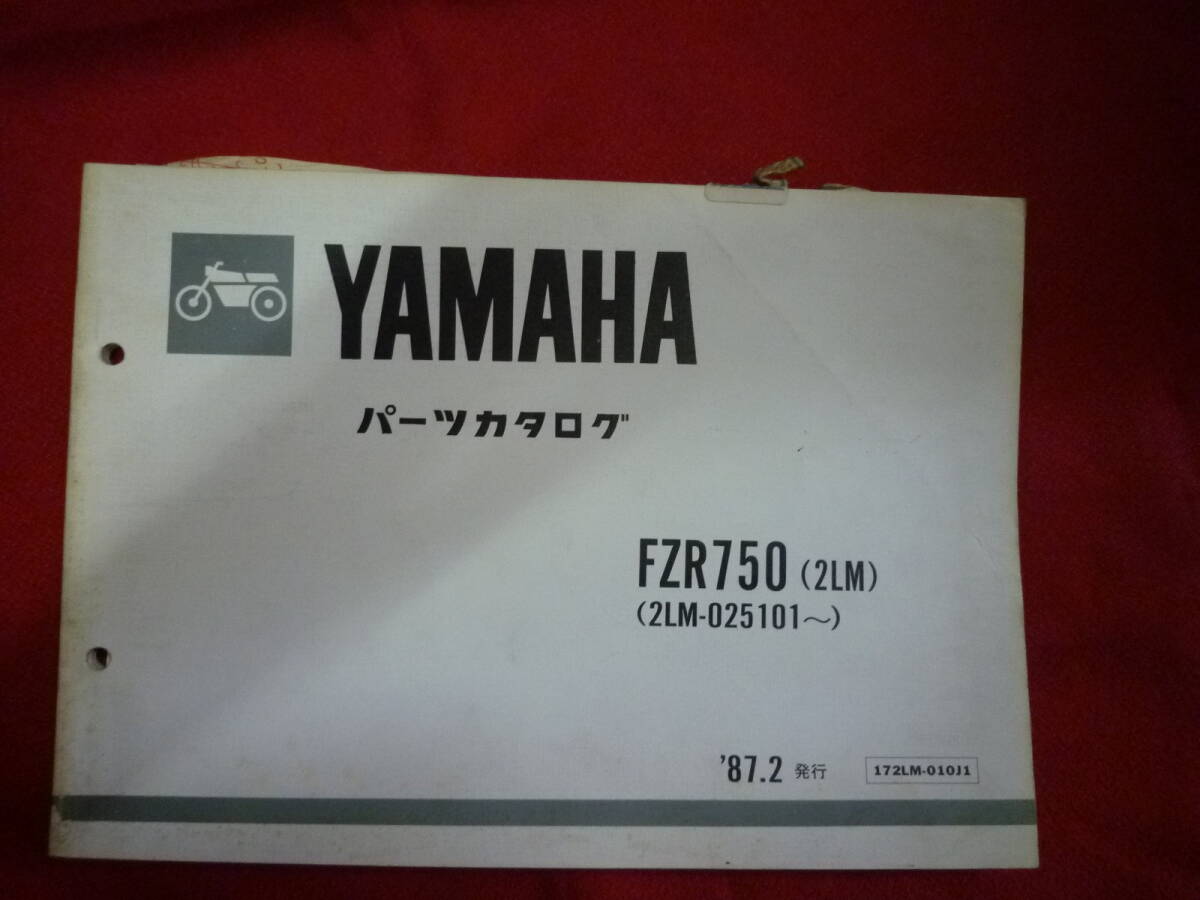 YAMAHA
パーツカタログ
FZR750 (2LM)
(2LM-025101〜)
'87.2 発行
172LM-010J1